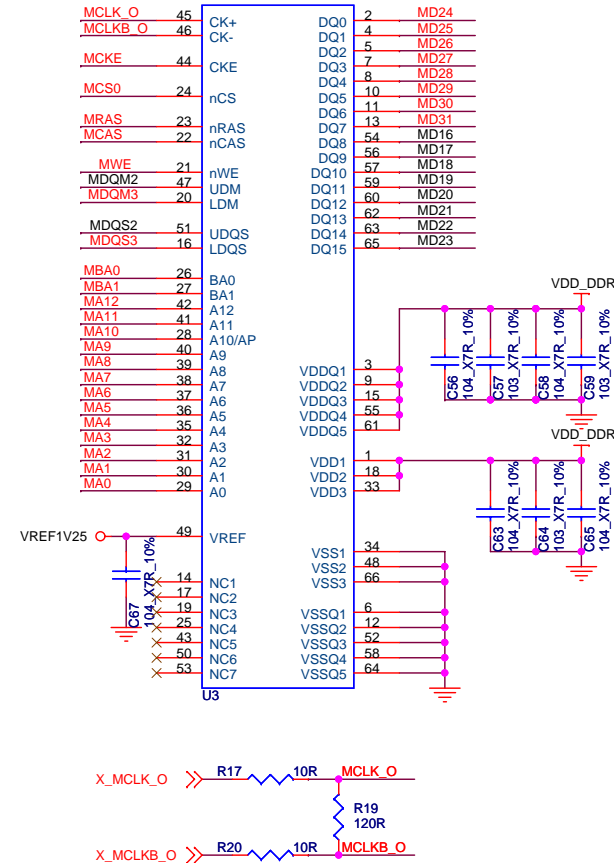 MCLK_O 45 CK+ DQ0 2 MD24
MCLKB_O 46 CK- DQ1 4 MD25
DQ2 5 MD26
MCKE 44 CKE DQ3 7 MD27
DQ4 8 MD28
MCS0 24 nCS DQ5 10 MD29
DQ6 11 MD30
MRAS 23 nRAS DQ7 13 MD31
MCAS 22 nCAS DQ8 54 MD16
DQ9 56 MD17
MWE 21 nWE DQ10 57 MD18
MDQM2 47 UDM DQ11 59 MD19
MDQM3 20 LDM DQ12 60 MD20
DQ13 62 MD21
MDQS2 51 UDQS DQ14 63 MD22
MDQS3 16 LDQS DQ15 65 MD23
MBA0 26 BA0
MBA1 27 BA1
MA12 42 A12
MA11 41 A11
MA10 28 A10/AP
MA9 40 A9
MA8 39 A8
MA7 38 A7
MA6 37 A6
MA5 36 A5
MA4 35 A4
MA3 32 A3
MA2 31 A2
MA1 30 A1
MA0 29 A0
VDD_DDR
VDDQ1 3
VDDQ2 9
VDDQ3 15
VDDQ4 55
VDDQ5 61
C56 104_X7R_10%
C57 103_X7R_10%
C58 104_X7R_10%
C59 103_X7R_10%
VDD_DDR
VDD1 1
VDD2 18
VDD3 33
C63 104_X7R_10%
C64 103_X7R_10%
C65 104_X7R_10%
VREF1V25 49 VREF
C67 104_X7R_10%
VSS1 34
VSS2 48
VSS3 66
14 NC1
17 NC2
19 NC3 VSSQ1 6
25 NC4 VSSQ2 12
43 NC5 VSSQ3 52
50 NC6 VSSQ4 58
53 NC7 VSSQ5 64
U3
X_MCLK_O R17 10R MCLK_O
R19
120R
X_MCLKB_O R20 10R MCLKB_O